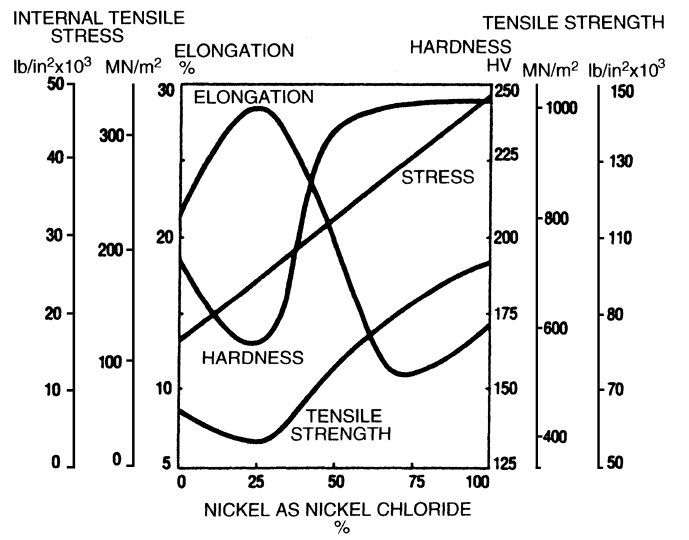 INTERNAL TENSILE
STRESS
TENSILE STRENGTH
ELONGATION
%
HARDNESS
HV
lb/in²x10³
MN/m²
MN/m²
lb/in²x10³
50
40
30
20
10
0
300
200
100
0
30
20
10
5
250
225
200
175
150
125
1000
800
600
400
150
130
110
80
70
50
ELONGATION
STRESS
HARDNESS
TENSILE
STRENGTH
0 25 50 75 100
NICKEL AS NICKEL CHLORIDE
%